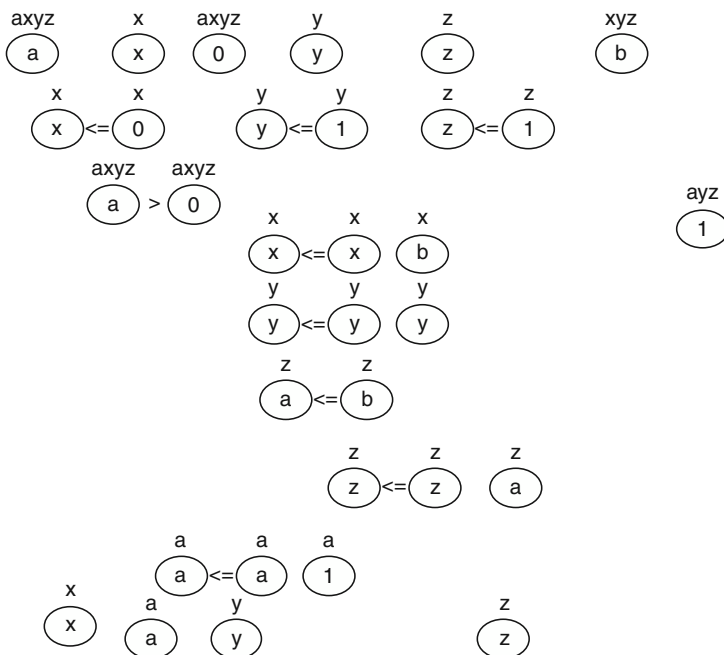 axyz x axyz y z xyz
a x 0 y z b
x x y y z z
x <= 0 y <= 1 z <= 1
axyz axyz
a > 0
ayz
1
x x x
x <= x b
y y y
y <= y y
z z
a <= b
z z z
z <= z a
a a a
a <= a 1
x a y z
x a y z